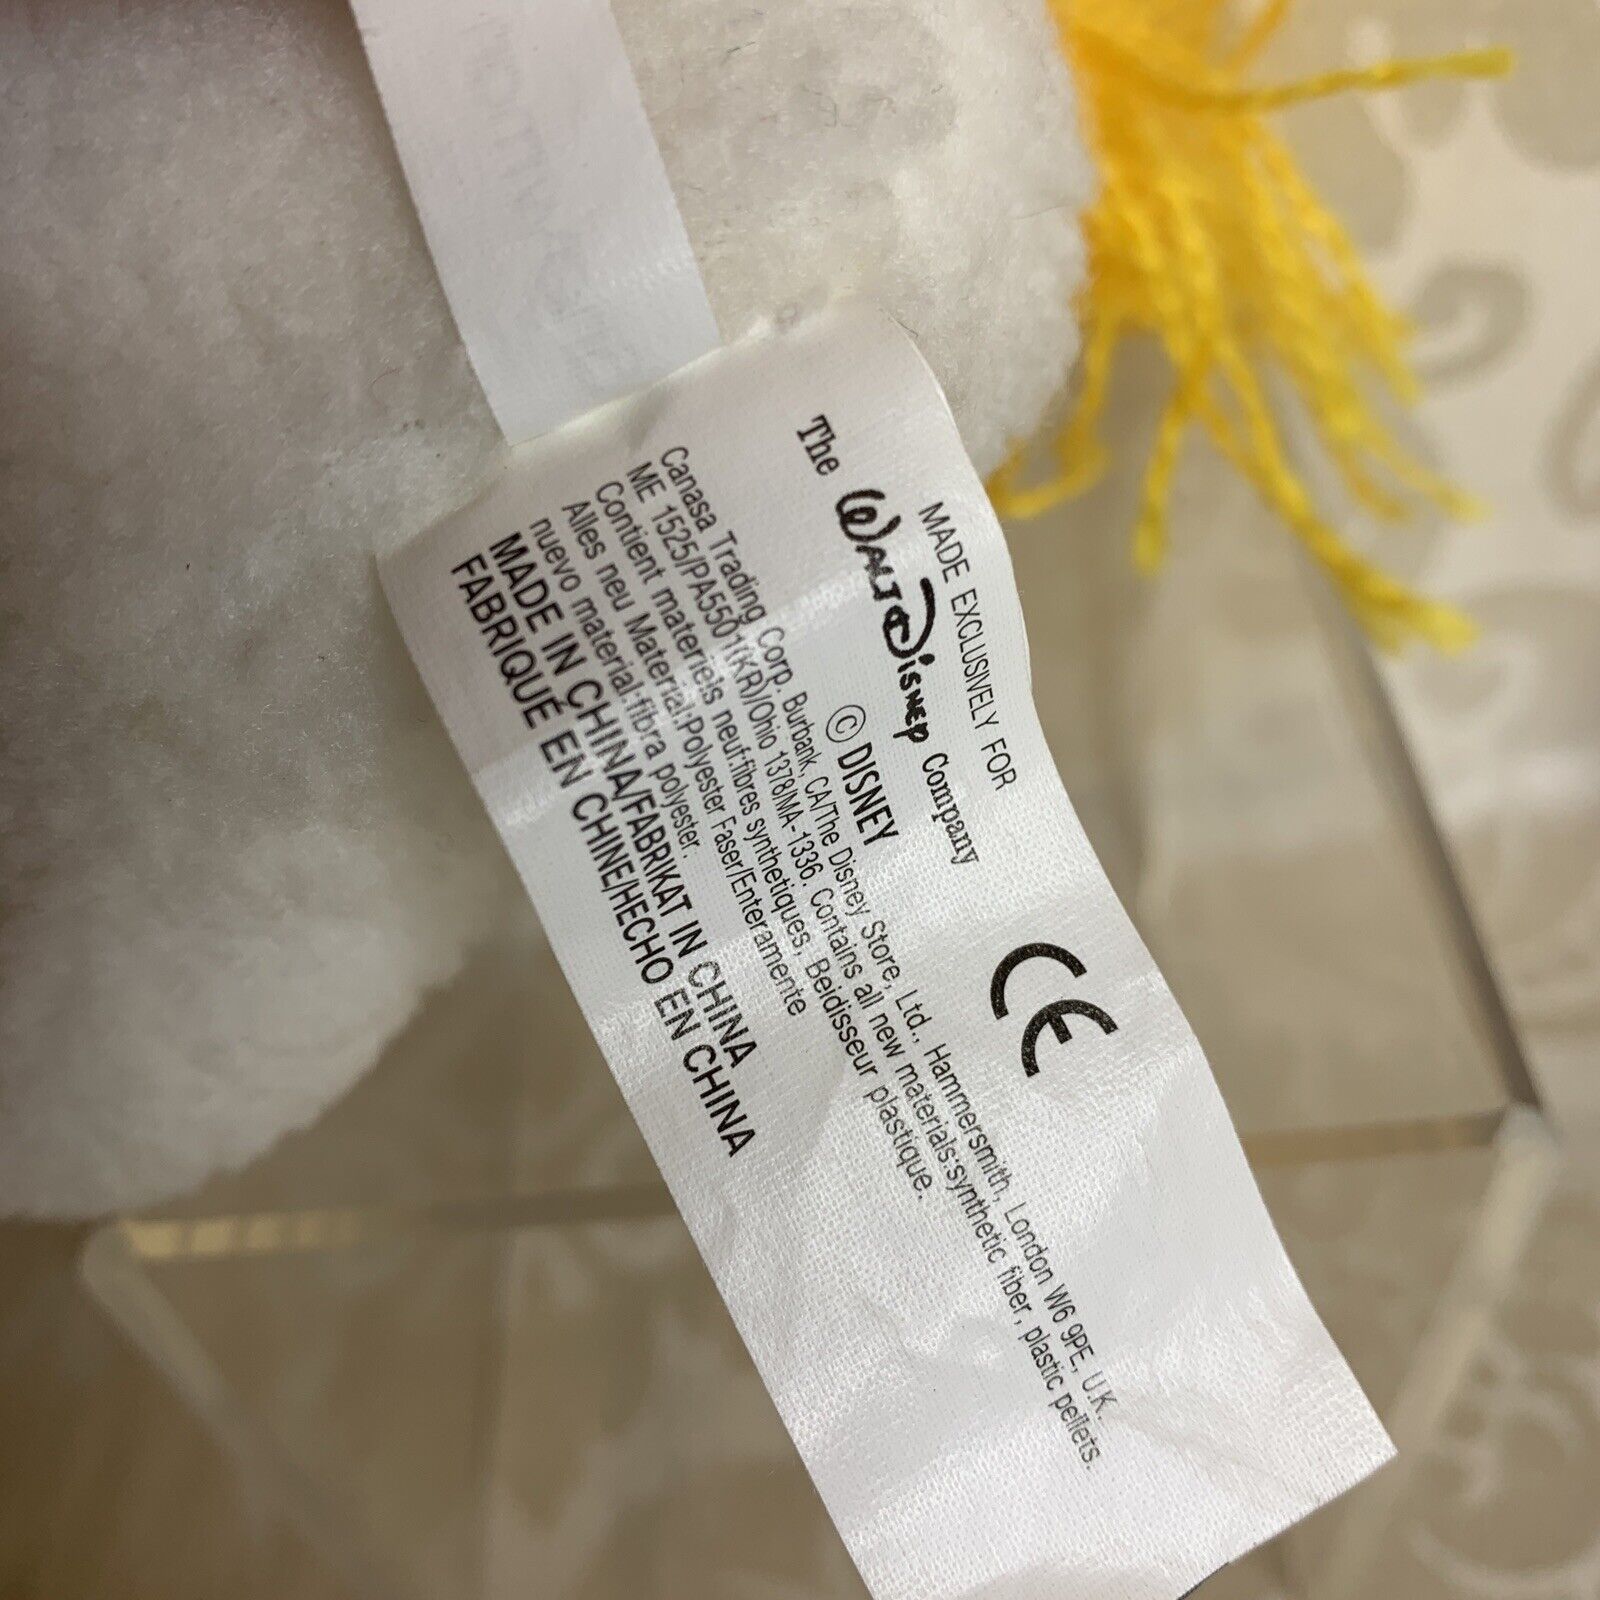 MADE EXCLUSIVELY FOR
The WALT DISNEY Company
© DISNEY
CE
Canasa Trading Corp. Burbank, CA/The Disney Store, Ltd., Hammersmith, London W6 9PE, U.K.
ME 1525/PA5501(KR)/Ohio 1378/MA-1336. Contains all new materials:synthetic fiber, plastic pellets.
Contient materiels neuf:fibres synthetiques, Beidisseur plastique.
Alles neu Material:Polyester Faser/Enteramente
nuevo material:fibra polyester.
MADE IN CHINA/FABRIKAT IN CHINA
FABRIQUÉ EN CHINE/HECHO EN CHINA